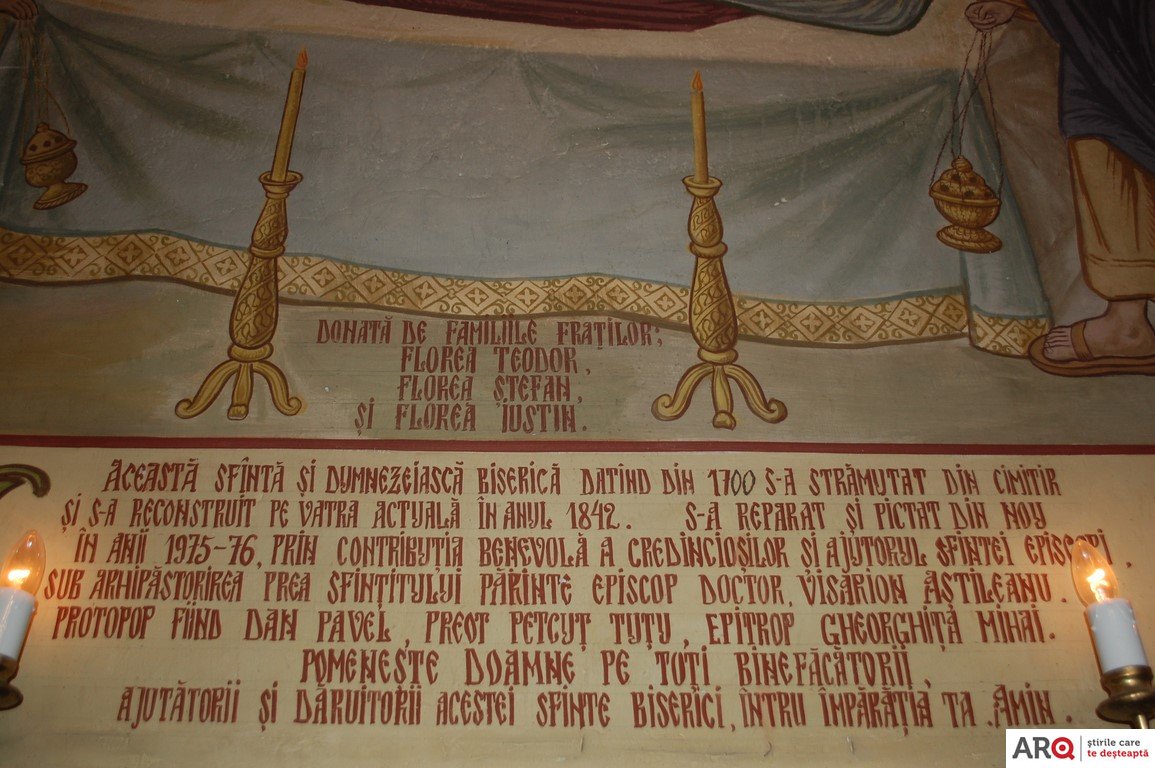 DONATĂ DE FAMILIILE FRAȚILOR;
FLOREA TEODOR,
FLOREA ȘTEFAN,
ȘI FLOREA IUSTIN.
ACEASTĂ SFÎNTĂ ȘI DUMNEZEIASCĂ BISERICĂ DATÎND DIN 1700 S-A STRĂMUTAT DIN CIMITIR
ȘI S-A RECONSTRUIT PE VATRA ACTUALĂ ÎN ANUL 1842. S-A REPARAT ȘI PICTAT DIN NOU
ÎN ANII 1975-76, PRIN CONTRIBUȚIA BENEVOLĂ A CREDINCIOȘILOR ȘI AJUTORUL SFINTEI EPISCOPI,
SUB ARHIPĂSTORIREA PREA SFINȚITULUI PĂRINTE EPISCOP DOCTOR, VISARION AȘTILEANU.
PROTOPOP FIIND DAN PAVEL, PREOT PETCUȚ TUȚU, EPITROP GHEORGHIȚA MIHAI.
POMENEȘTE DOAMNE PE TOȚI BINEFĂCĂTORII,
AJUTĂTORII ȘI DĂRUITORII ACESTEI SFINTE BISERICI, ÎNTRU ÎMPĂRĂȚIA TA. AMIN.
ARQ știrile care
te deșteaptă